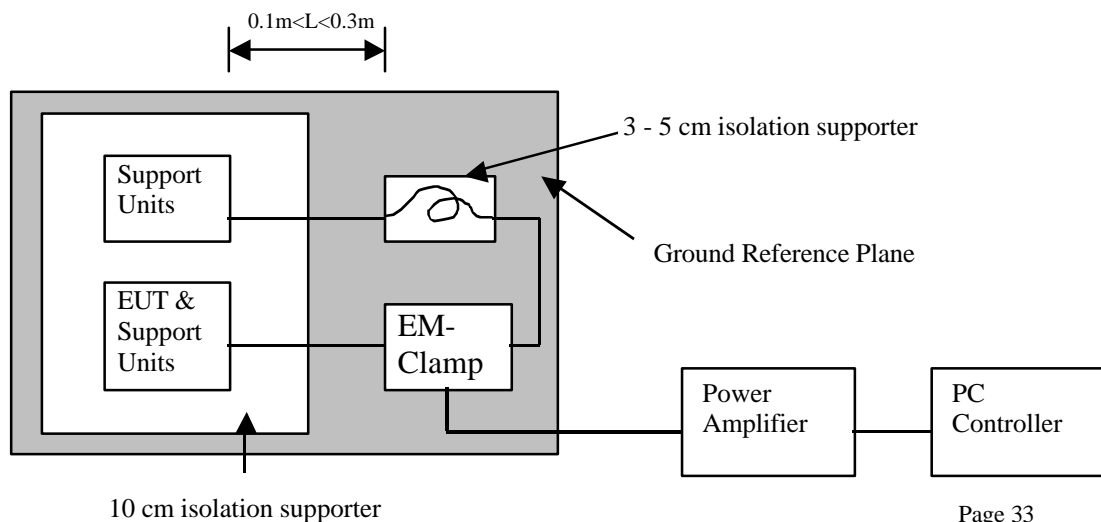 0.1m<L<0.3m
3 - 5 cm isolation supporter
Support
Units
Ground Reference Plane
EUT &
Support
Units
EM-
Clamp
Power
Amplifier
PC
Controller
10 cm isolation supporter
Page 33